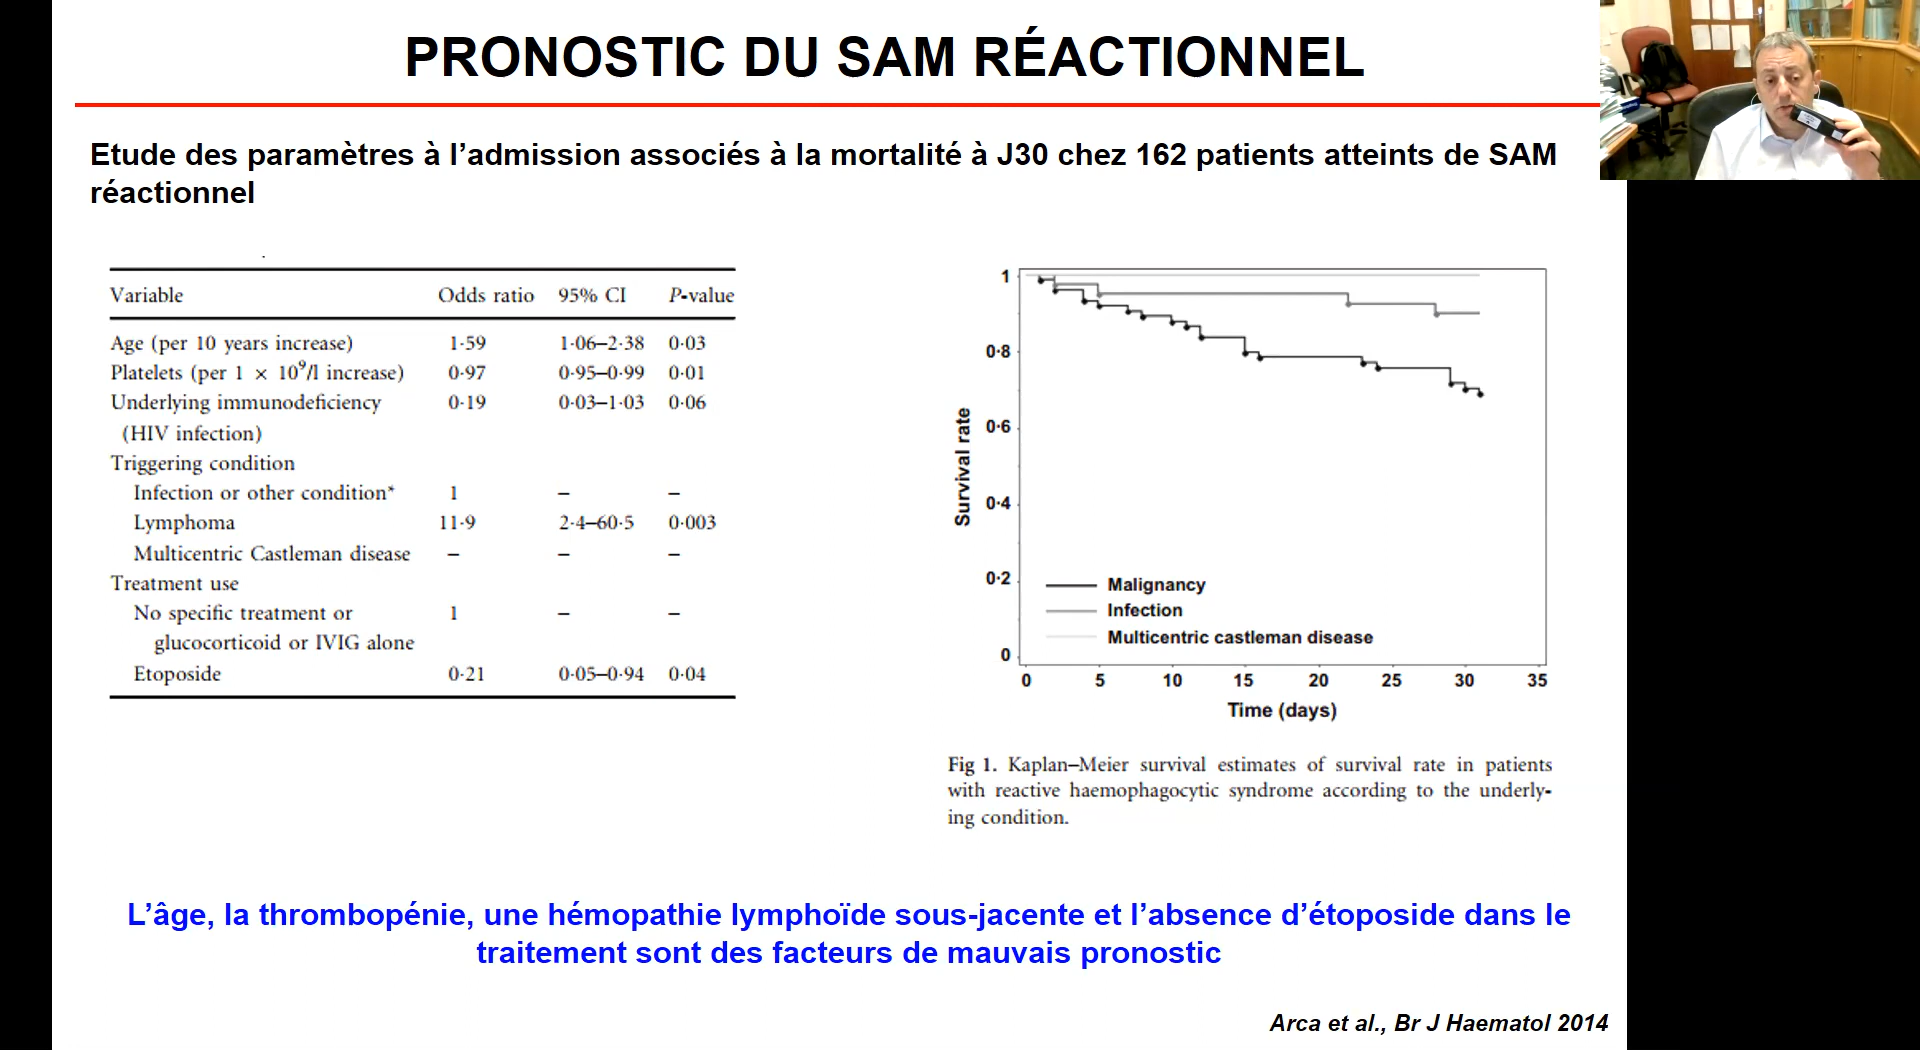 PRONOSTIC DU SAM RÉACTIONNEL
Etude des paramètres à l’admission associés à la mortalité à J30 chez 162 patients atteints de SAM
réactionnel
Variable Odds ratio 95% CI P-value
Age (per 10 years increase) 1·59 1·06–2·38 0·03
Platelets (per 1 × 10⁹/l increase) 0·97 0·95–0·99 0·01
Underlying immunodeficiency 0·19 0·03–1·03 0·06
(HIV infection)
Triggering condition
Infection or other condition* 1 – –
Lymphoma 11·9 2·4–60·5 0·003
Multicentric Castleman disease – – –
Treatment use
No specific treatment or 1 – –
glucocorticoid or IVIG alone
Etoposide 0·21 0·05–0·94 0·04
Survival rate
1
0·8
0·6
0·4
0·2
0
Malignancy
Infection
Multicentric castleman disease
0 5 10 15 20 25 30 35
Time (days)
Fig 1. Kaplan–Meier survival estimates of survival rate in patients
with reactive haemophagocytic syndrome according to the underly-
ing condition.
L’âge, la thrombopénie, une hémopathie lymphoïde sous-jacente et l’absence d’étoposide dans le
traitement sont des facteurs de mauvais pronostic
Arca et al., Br J Haematol 2014